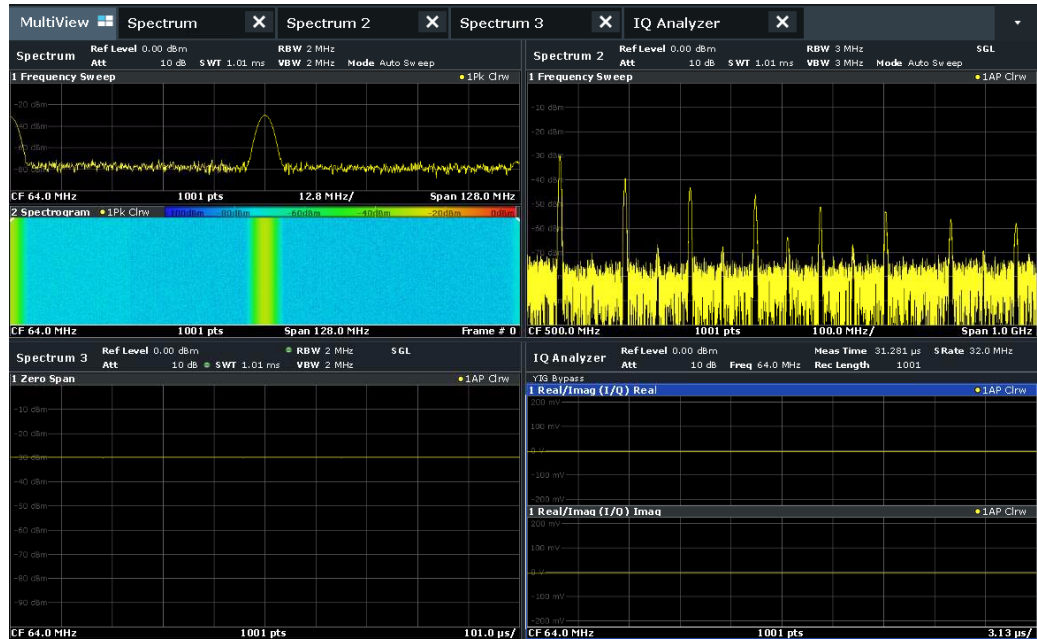 MultiView Spectrum Spectrum 2 Spectrum 3 IQ Analyzer
Spectrum Ref Level 0.00 dBm RBW 2 MHz
Att 10 dB SWT 1.01 ms VBW 2 MHz Mode Auto Sweep
1 Frequency Sweep 1Pk Clrw
-20 dBm
-80 dBm
CF 64.0 MHz 1001 pts 12.8 MHz/ Span 128.0 MHz
2 Spectrogram 1Pk Clrw -100dBm -80dBm -60dBm -40dBm -20dBm 0dBm
CF 64.0 MHz 1001 pts Span 128.0 MHz Frame # 0
Spectrum 2 Ref Level 0.00 dBm RBW 3 MHz SGL
Att 10 dB SWT 1.01 ms VBW 3 MHz Mode Auto Sweep
1 Frequency Sweep 1AP Clrw
-10 dBm
-20 dBm
-30 dBm
-40 dBm
-50 dBm
-60 dBm
-70 dBm
CF 500.0 MHz 1001 pts 100.0 MHz/ Span 1.0 GHz
Spectrum 3 Ref Level 0.00 dBm RBW 2 MHz SGL
Att 10 dB SWT 1.01 ms VBW 2 MHz
1 Zero Span 1AP Clrw
-10 dBm
-20 dBm
-30 dBm
-40 dBm
-50 dBm
-60 dBm
-70 dBm
-80 dBm
-90 dBm
CF 64.0 MHz 1001 pts 101.0 µs/
IQ Analyzer Ref Level 0.00 dBm Meas Time 31.281 µs SRate 32.0 MHz
Att 10 dB Freq 64.0 MHz Rec Length 1001
YIG Bypass
1 Real/Imag (I/Q) Real 1AP Clrw
200 mV
100 mV
0 V
-100 mV
-200 mV
1 Real/Imag (I/Q) Imag 1AP Clrw
200 mV
100 mV
0 V
-100 mV
-200 mV
CF 64.0 MHz 1001 pts 3.13 µs/